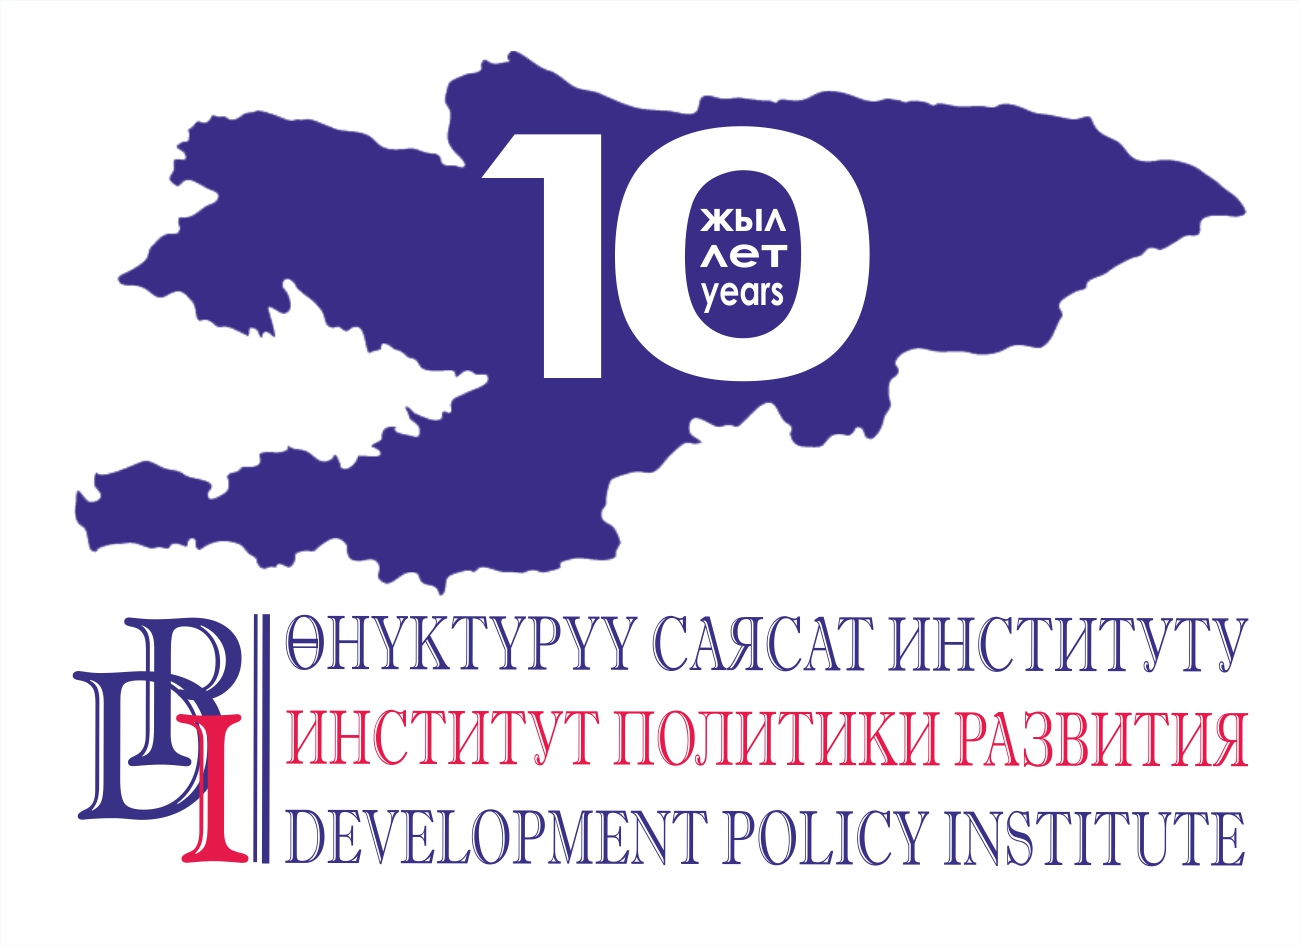 10
жыл
лет
years
DPI
ӨНҮКТҮРҮҮ САЯСАТ ИНСТИТУТУ
ИНСТИТУТ ПОЛИТИКИ РАЗВИТИЯ
DEVELOPMENT POLICY INSTITUTE